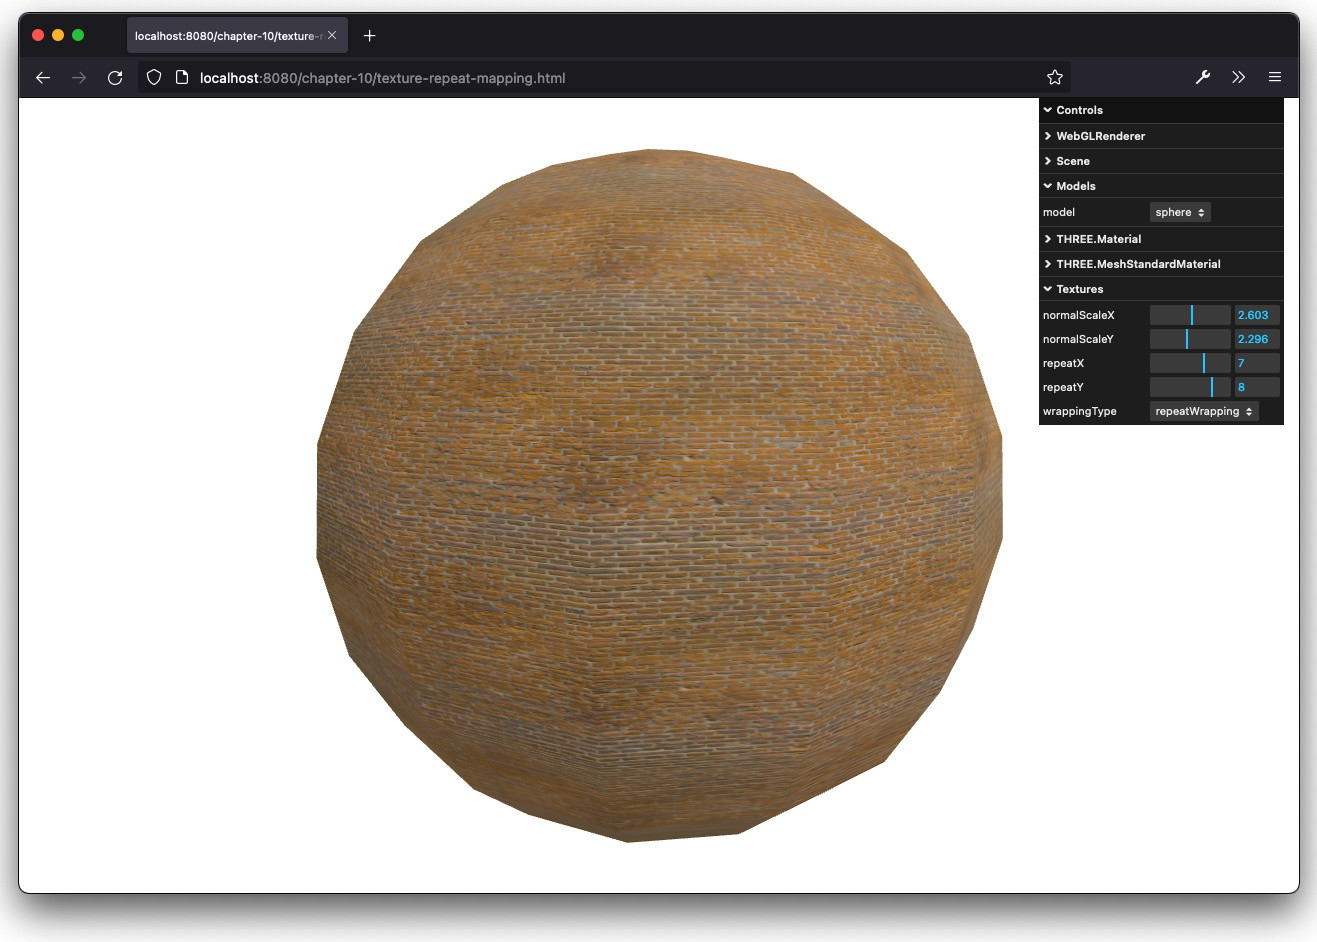 localhost:8080/chapter-10/texture-r
localhost:8080/chapter-10/texture-repeat-mapping.html
Controls
WebGLRenderer
Scene
Models
model sphere
THREE.Material
THREE.MeshStandardMaterial
Textures
normalScaleX 2.603
normalScaleY 2.296
repeatX 7
repeatY 8
wrappingType repeatWrapping